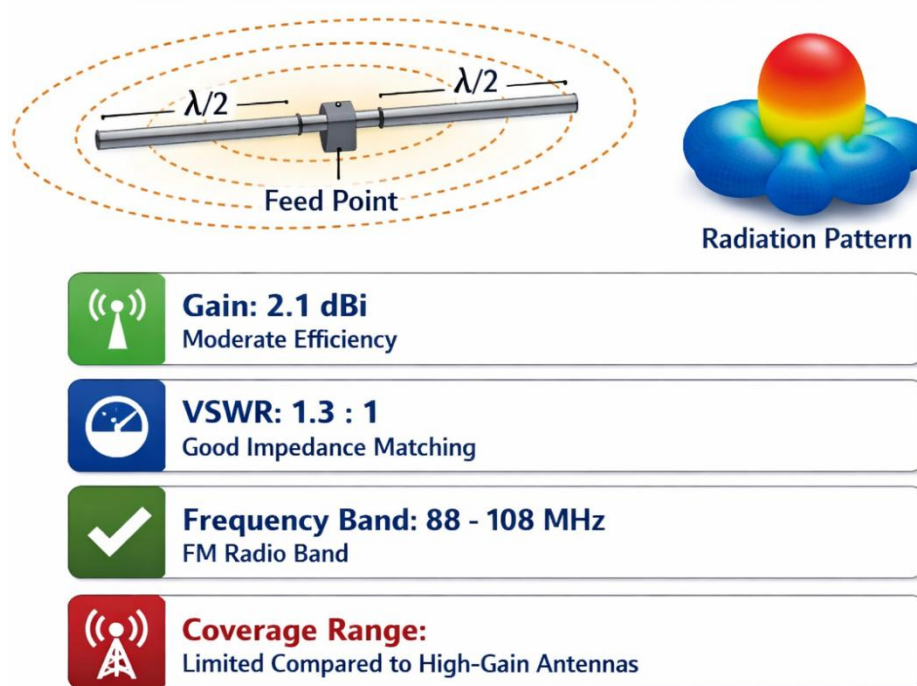 λ/2
λ/2
Feed Point
Radiation Pattern
Gain: 2.1 dBi
Moderate Efficiency
VSWR: 1.3 : 1
Good Impedance Matching
Frequency Band: 88 - 108 MHz
FM Radio Band
Coverage Range:
Limited Compared to High-Gain Antennas